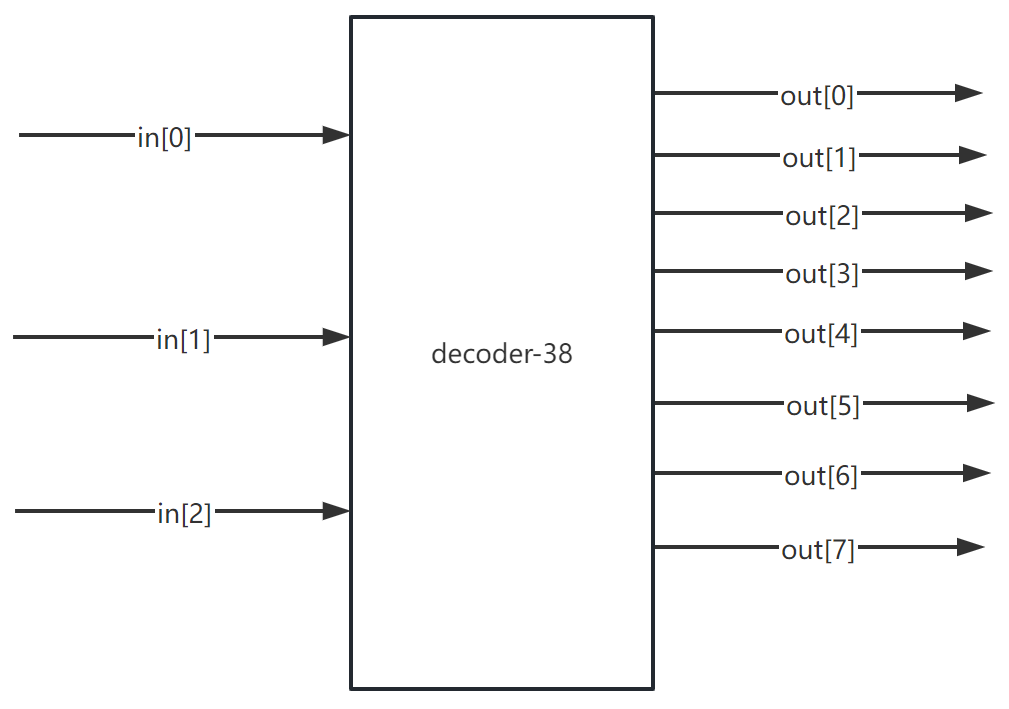 in[0]
in[1]
in[2]
decoder-38
out[0]
out[1]
out[2]
out[3]
out[4]
out[5]
out[6]
out[7]